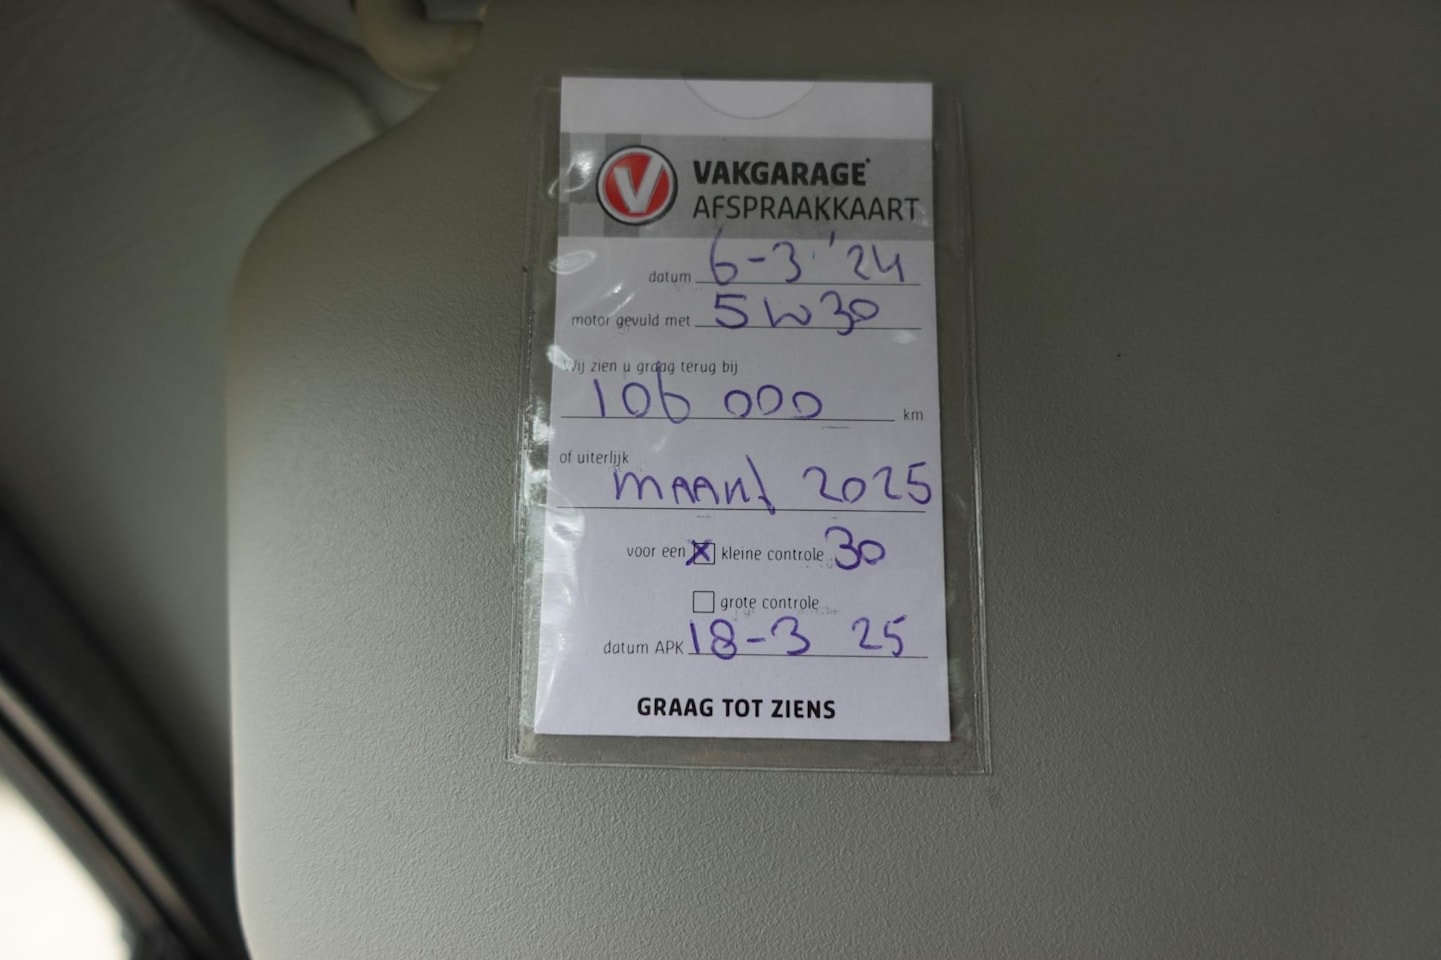 VAKGARAGE
AFSPRAAKKAART
datum 6-3 '24
motor gevuld met 5W30
Wij zien u graag terug bij
106 000 km
of uiterlijk
MAART 2025
voor een X kleine controle 30
grote controle
datum APK 18-3 25
GRAAG TOT ZIENS